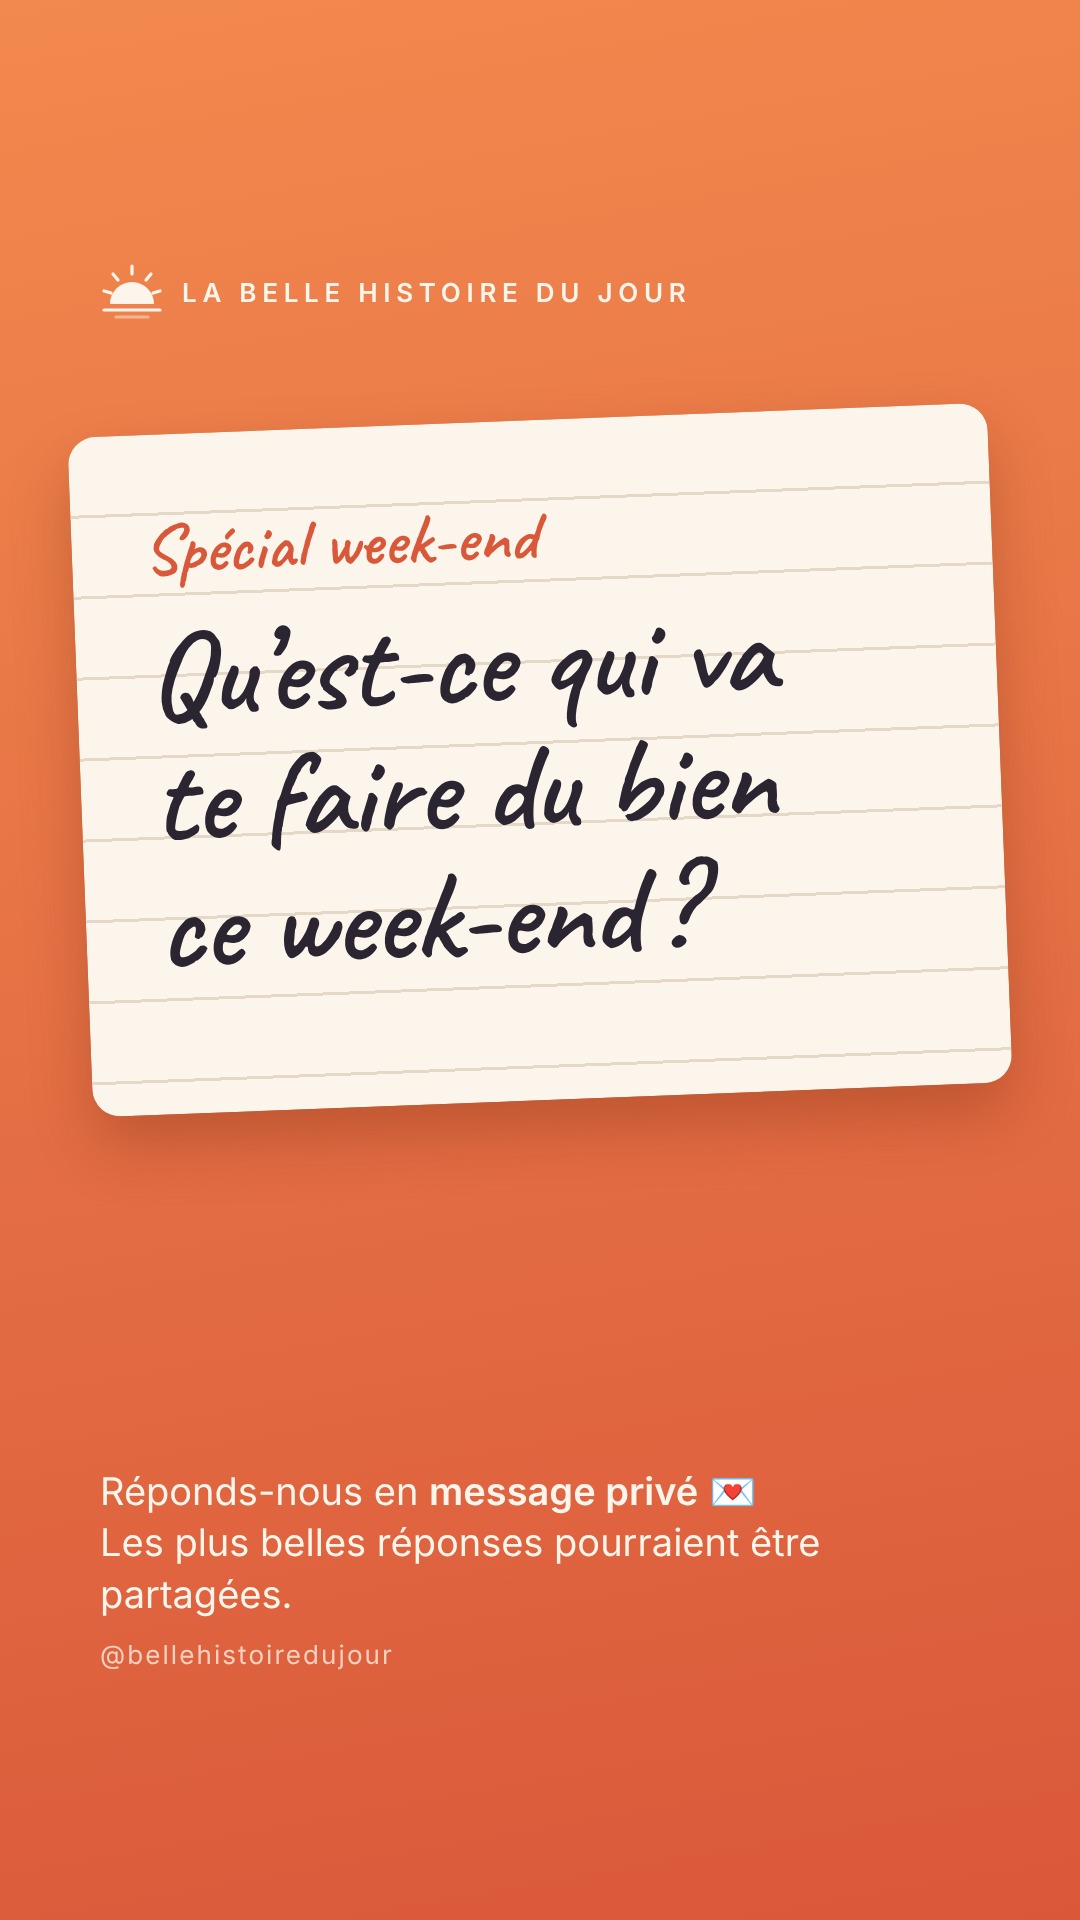 LA BELLE HISTOIRE DU JOUR
Spécial week-end
Qu’est-ce qui va
te faire du bien
ce week-end ?
Réponds-nous en message privé 💌
Les plus belles réponses pourraient être
partagées.
@bellehistoiredujour